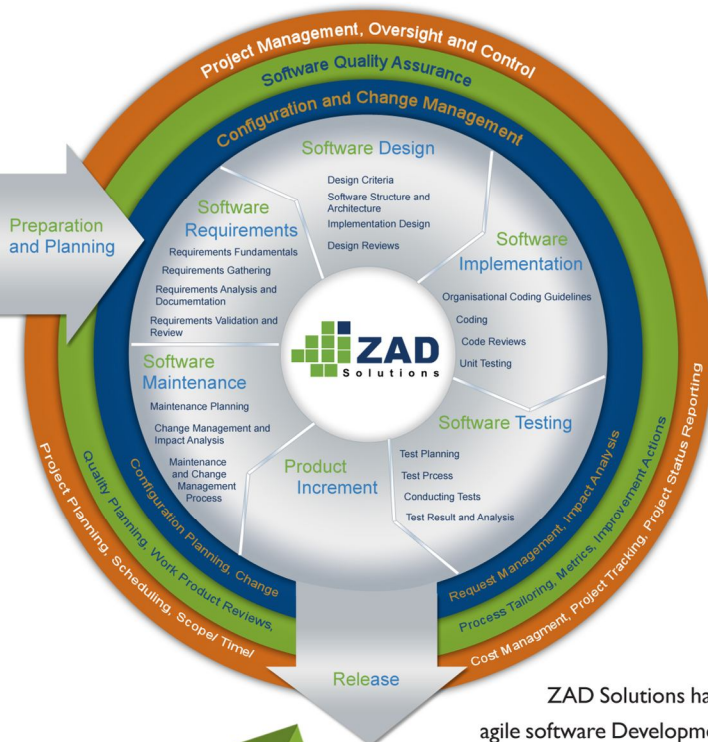 Project Management, Oversight and Control
Software Quality Assurance
Configuration and Change Management
Preparation
and Planning
Software Design
Design Criteria
Software Structure and
Architecture
Implementation Design
Design Reviews
Software
Requirements
Requirements Fundamentals
Requirements Gathering
Requirements Analysis and
Documentation
Requirements Validation and
Review
Software
Implementation
Organisational Coding Guidelines
Coding
Code Reviews
Unit Testing
ZAD
Solutions
Software
Maintenance
Maintenance Planning
Change Management and
Impact Analysis
Maintenance
and Change
Management
Process
Product
Increment
Software Testing
Test Planning
Test Prcess
Conducting Tests
Test Result and Analysis
Configuration Planning, Change
Request Management, Impact Analysis
Quality Planning, Work Product Reviews,
Process Tailoring, Metrics, Improvement Actions
Project Planning, Scheduling, Scope/ Time/
Cost Managment, Project Tracking, Project Status Reporting
Release
ZAD Solutions ha
agile software Developme